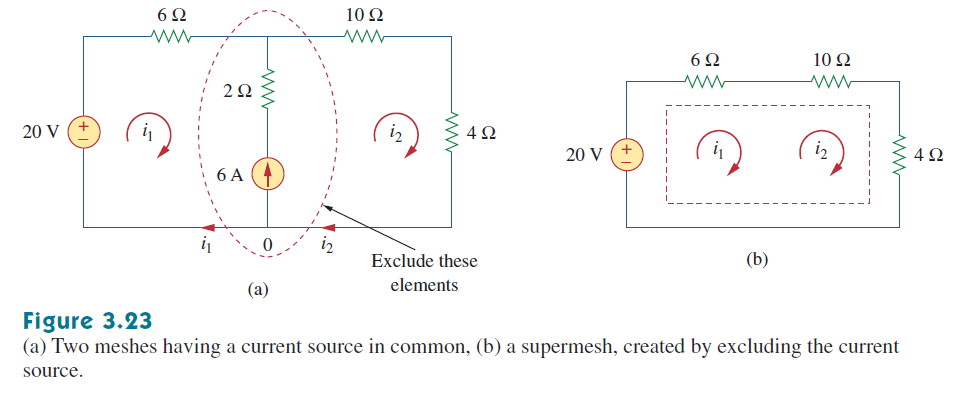 6 Ω
10 Ω
2 Ω
20 V
+
−
i1
i2
4 Ω
6 A
i1
0
i2
Exclude these
elements
(a)
6 Ω
10 Ω
20 V
+
−
i1
i2
4 Ω
(b)
Figure 3.23
(a) Two meshes having a current source in common, (b) a supermesh, created by excluding the current
source.